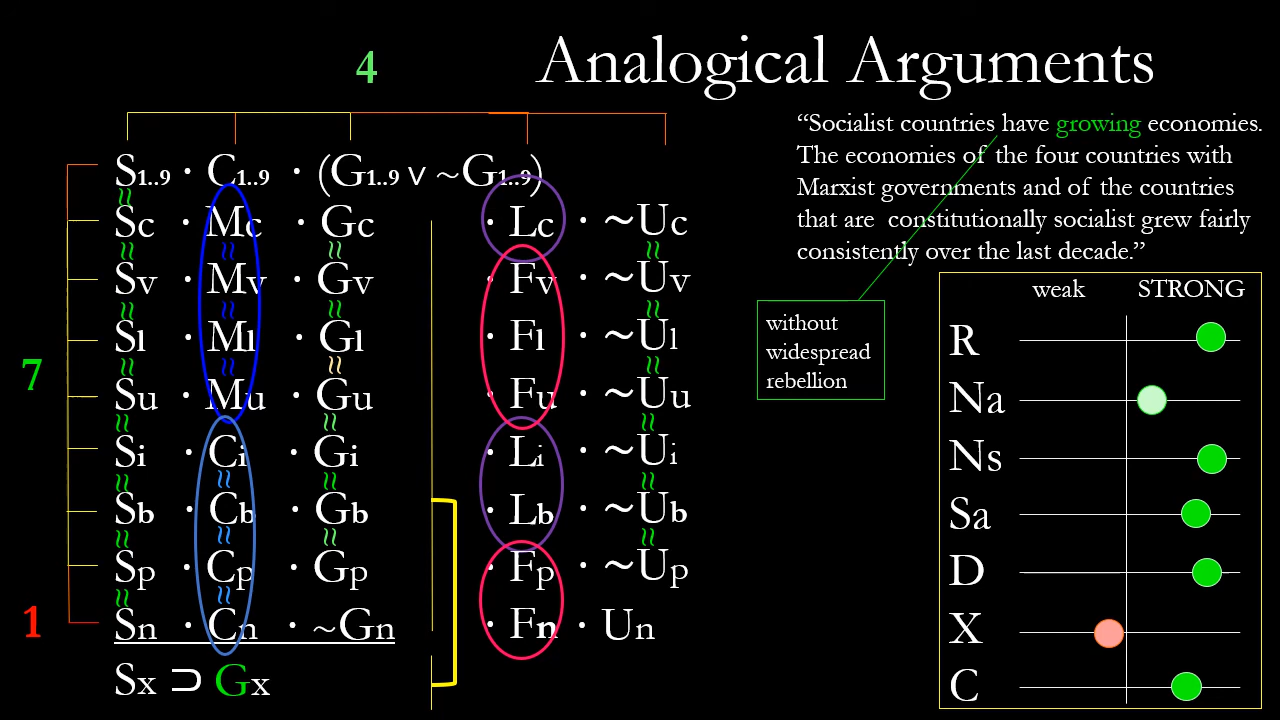 Analogical Arguments
4
“Socialist countries have growing economies.
The economies of the four countries with
Marxist governments and of the countries
that are constitutionally socialist grew fairly
consistently over the last decade.”
S1..9 · C1..9 · (G1..9 v ~G1..9)
Sc · Mc · Gc · Lc · ~Uc
Sv · Mv · Gv · Fv · ~Uv
Sl · Ml · Gl · Fl · ~Ul
Su · Mu · Gu · Fu · ~Uu
Si · Ci · Gi · Li · ~Ui
Sb · Cb · Gb · Lb · ~Ub
Sp · Cp · Gp · Fp · ~Up
Sn · Cn · ~Gn · Fn · Un
Sx ⊃ Gx
7
1
without
widespread
rebellion
weak STRONG
R
Na
Ns
Sa
D
X
C